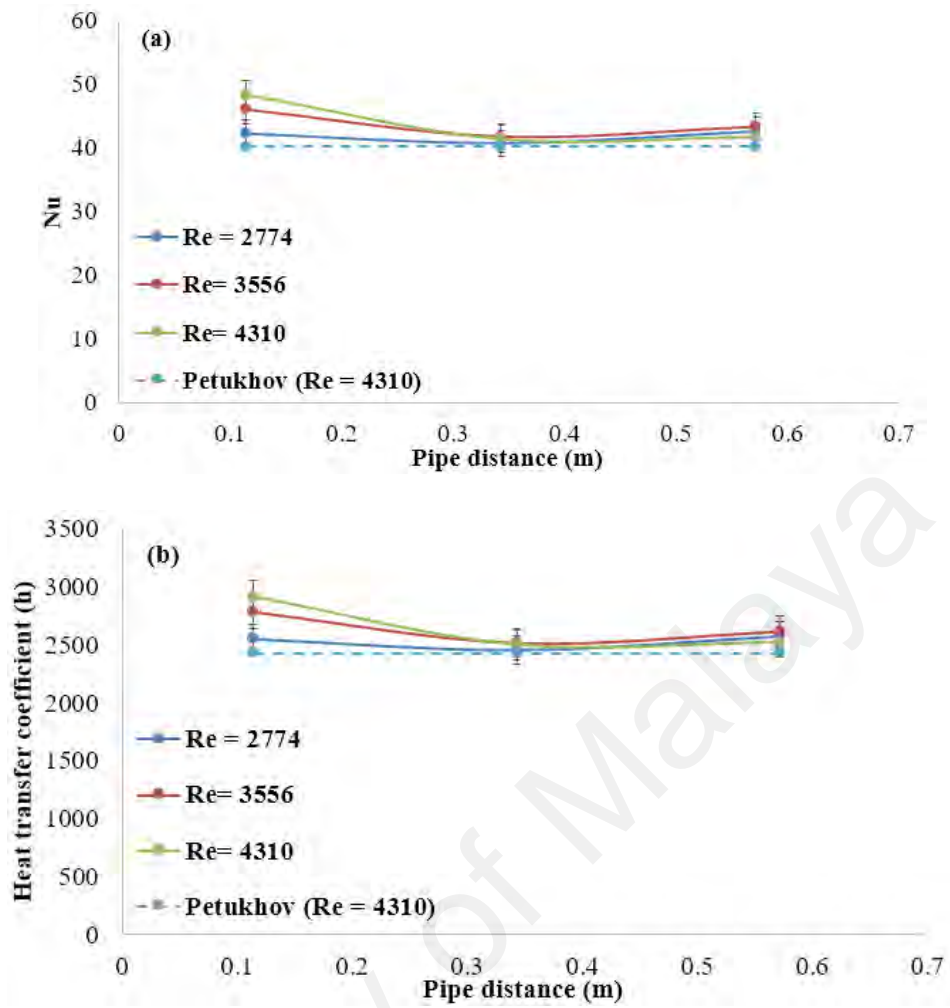 60
(a)
50
40
30
20
10
0
Nu
Re = 2774
Re= 3556
Re= 4310
Petukhov (Re = 4310)
0 0.1 0.2 0.3 0.4 0.5 0.6 0.7
Pipe distance (m)
3500
(b)
3000
2500
2000
1500
1000
500
0
Heat transfer coefficient (h)
Re = 2774
Re= 3556
Re= 4310
Petukhov (Re = 4310)
0 0.1 0.2 0.3 0.4 0.5 0.6 0.7
Pipe distance (m)
of Malaya